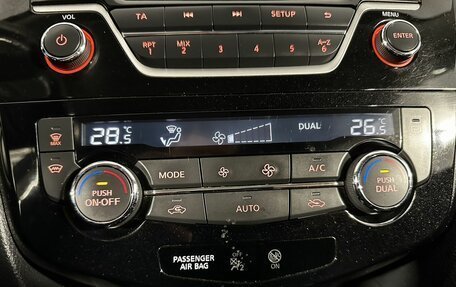 VOL TA SETUP MENU
RPT 1 MIX 2 3 4 5 A-Z 6 ENTER
MAX 28.5 °C DUAL 26.5 °C
PUSH ON·OFF MODE A/C PUSH DUAL
AUTO
PASSENGER AIR BAG OFF 2 ON